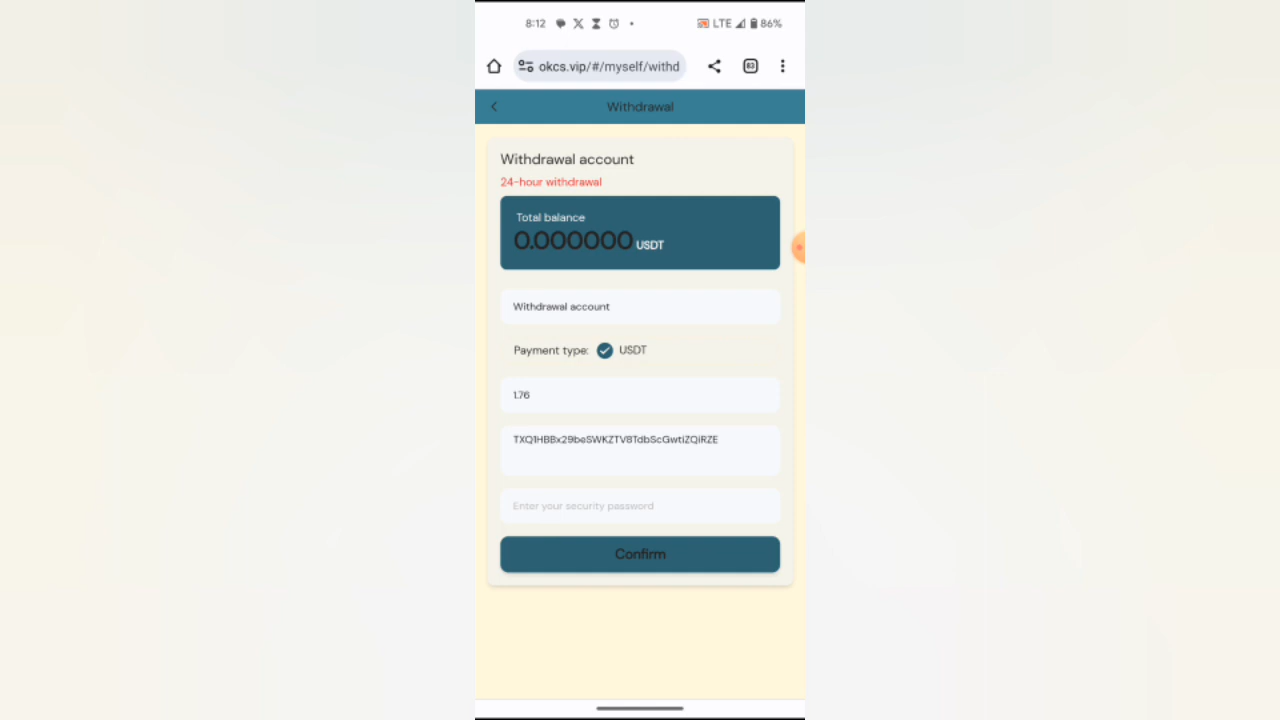 8:12 LTE 86%
okcs.vip/#/myself/withd 83
Withdrawal
Withdrawal account
24-hour withdrawal
Total balance
0.000000 USDT
Withdrawal account
Payment type: USDT
1.76
TXQ1HBBx29beSWKZTV8TdbScGwtiZQiRZE
Enter your security password
Confirm